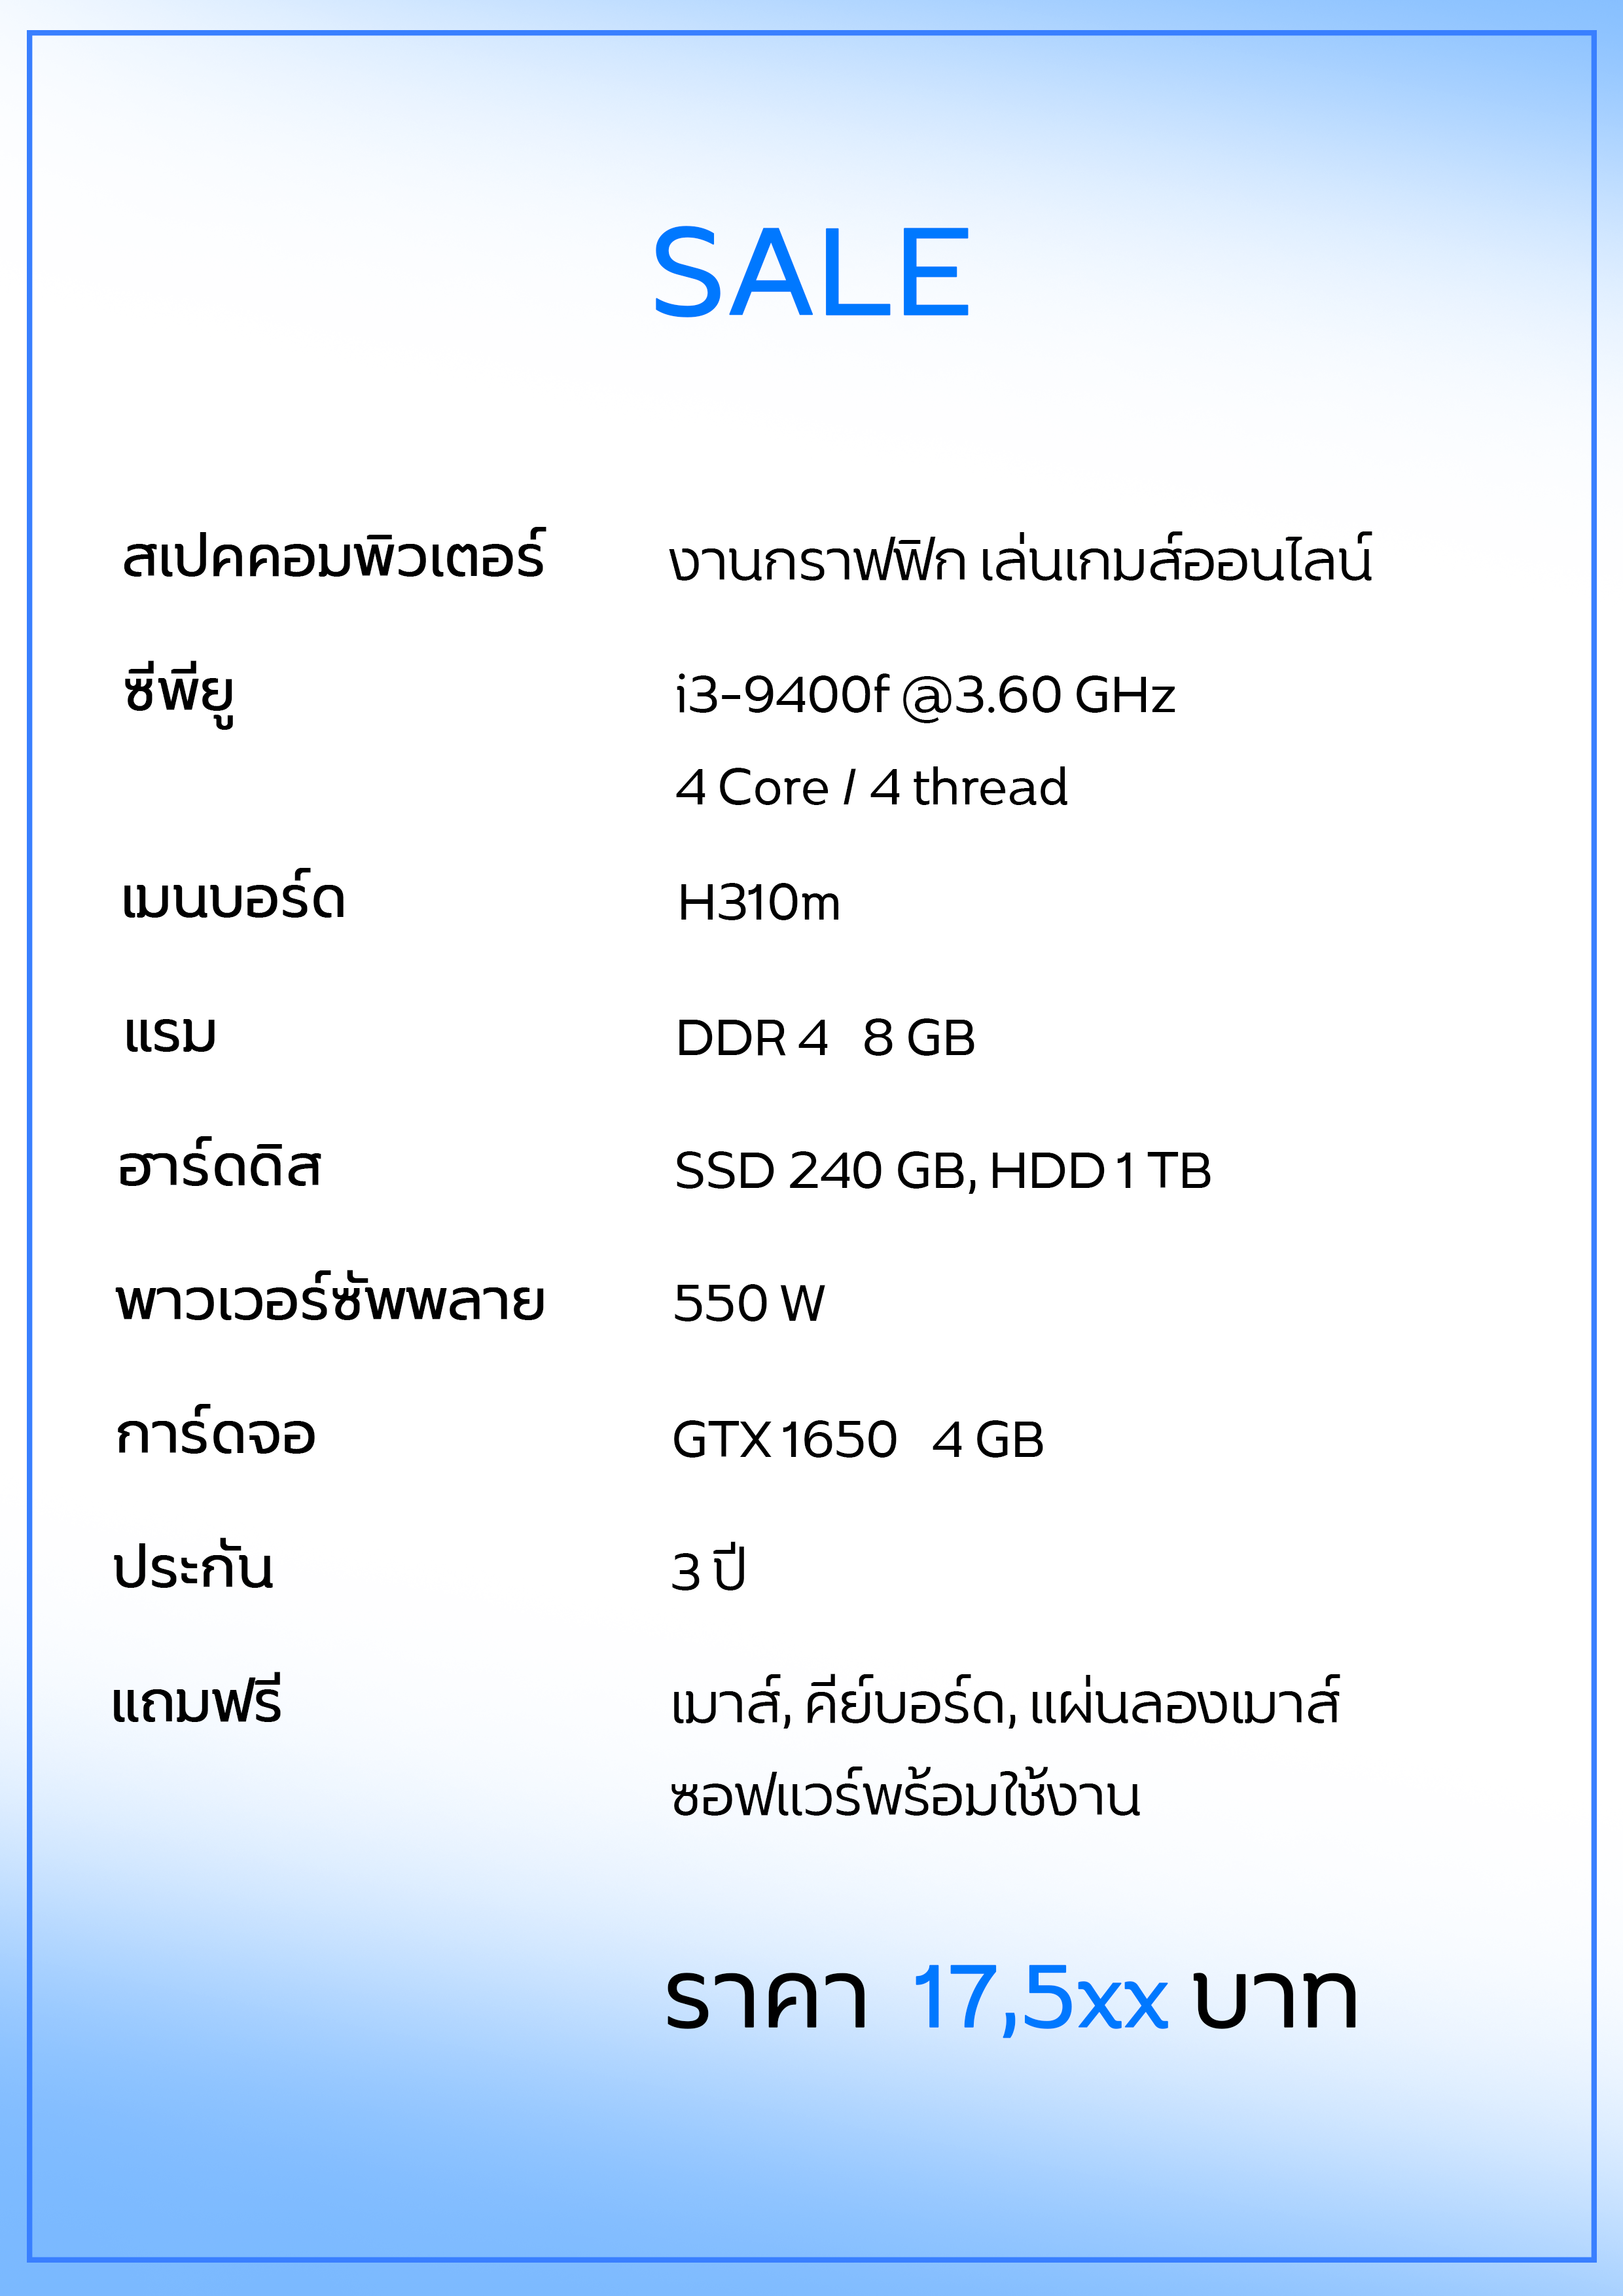 SALE
สเปคคอมพิวเตอร์ งานกราฟฟิก เล่นเกมส์ออนไลน์
ซีพียู i3-9400f @3.60 GHz
4 Core / 4 thread
เมนบอร์ด H310m
แรม DDR 4 8 GB
ฮาร์ดดิส SSD 240 GB, HDD 1 TB
พาวเวอร์ซัพพลาย 550 W
การ์ดจอ GTX 1650 4 GB
ประกัน 3 ปี
แถมฟรี เมาส์, คีย์บอร์ด, แผ่นลองเมาส์
ซอฟแวร์พร้อมใช้งาน
ราคา 17,5xx บาท